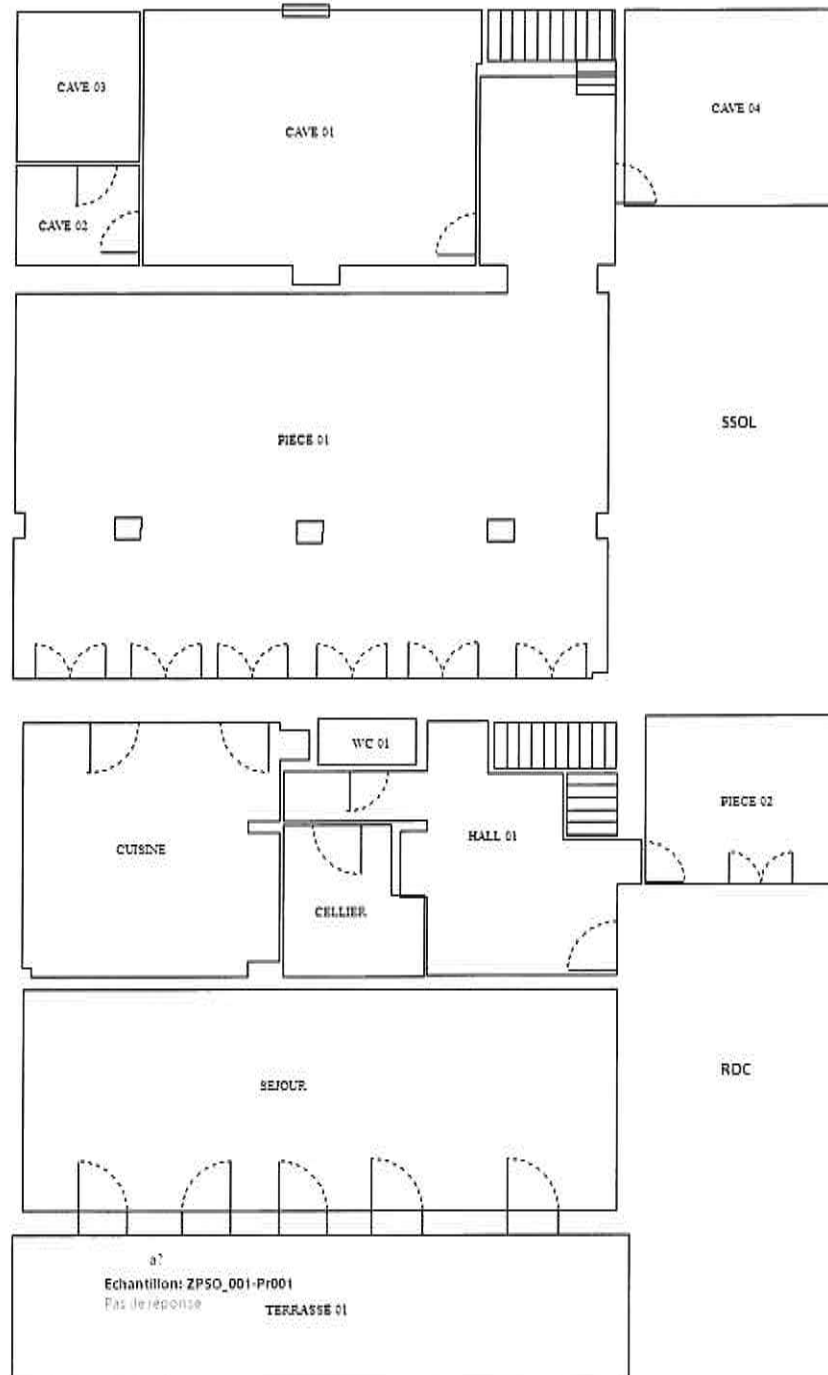 CAVE 03
CAVE 01
CAVE 04
CAVE 02
PIECE 01
SSOL
WC 01
PIECE 02
HALL 01
CUISINE
CELLIER
SEJOUR
RDC
a?
Echantillon: ZPSO_001-Pr001
Pas de réponse
TERRASSE 01